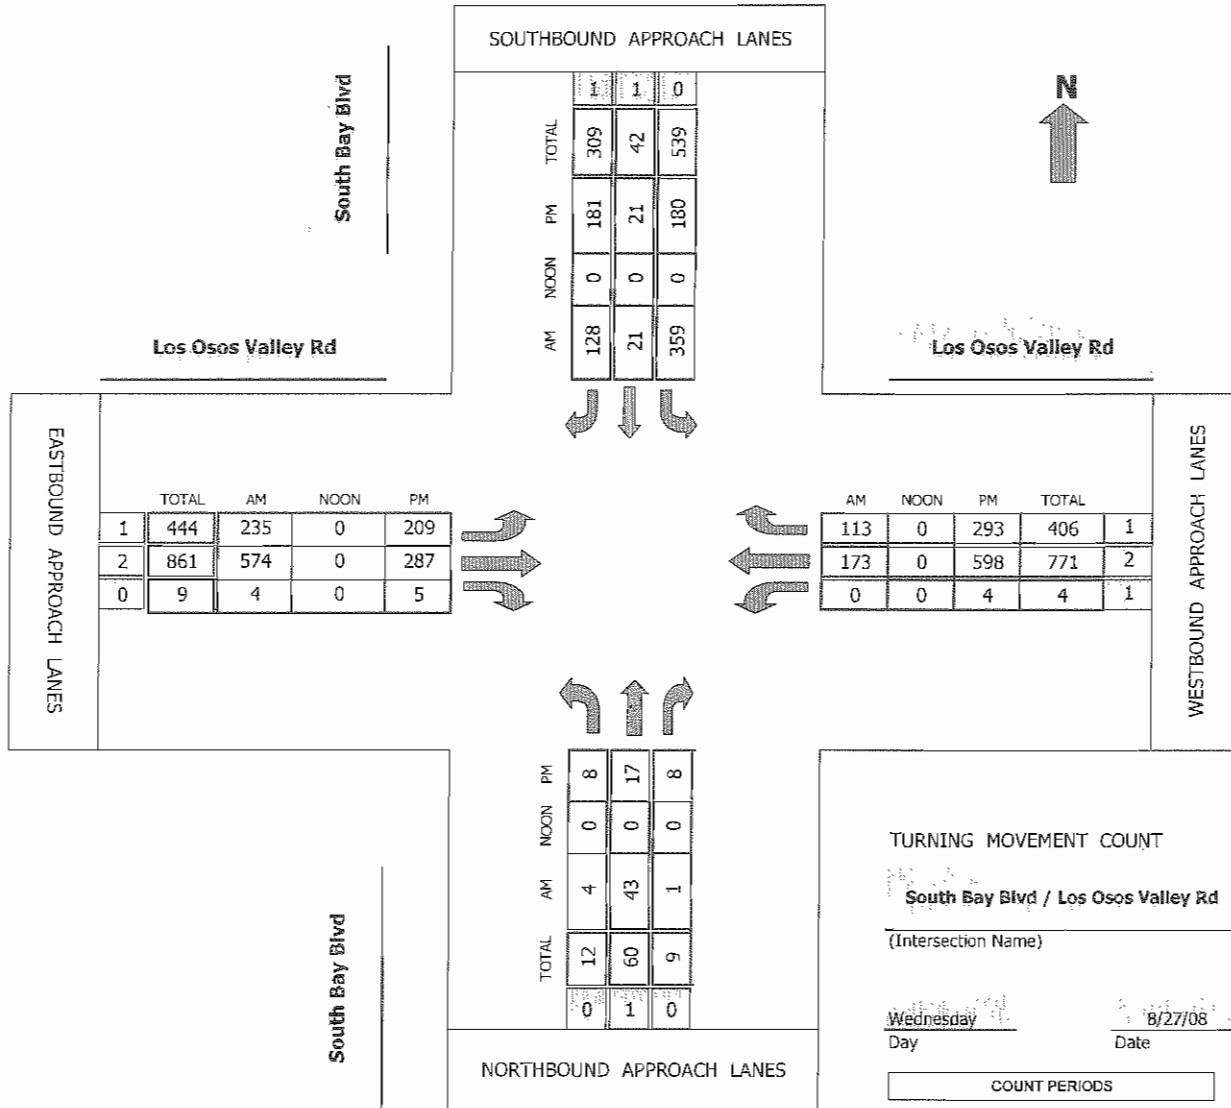 SOUTHBOUND APPROACH LANES
1 1 0
TOTAL 309 42 539
PM 181 21 180
NOON 0 0 0
AM 128 21 359
South Bay Blvd
N
Los Osos Valley Rd
Los Osos Valley Rd
EASTBOUND APPROACH LANES
TOTAL AM NOON PM
1 444 235 0 209
2 861 574 0 287
0 9 4 0 5
AM NOON PM TOTAL
113 0 293 406 1
173 0 598 771 2
0 0 4 4 1
WESTBOUND APPROACH LANES
PM 8 17 8
NOON 0 0 0
AM 4 43 1
TOTAL 12 60 9
0 1 0
NORTHBOUND APPROACH LANES
South Bay Blvd
TURNING MOVEMENT COUNT
South Bay Blvd / Los Osos Valley Rd
(Intersection Name)
Wednesday 8/27/08
Day Date
COUNT PERIODS